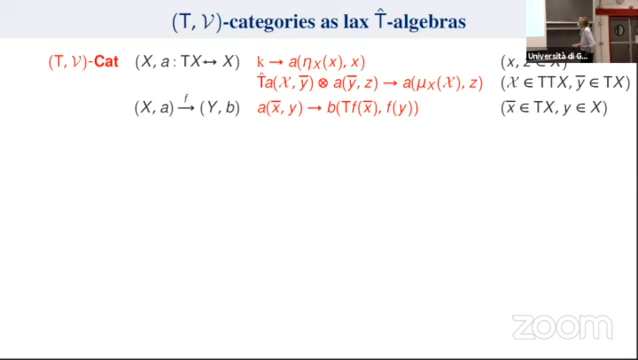 (T, V)-categories as lax T̂-algebras
(T, V)-Cat (X, a : TX ↔ X) k → a(η_X(x), x) (x, z ∈ X)
T̂a(𝒳, y̅) ⊗ a(y̅, z) → a(μ_X(𝒳), z) (𝒳 ∈ TTX, y̅ ∈ TX)
(X, a) →^f (Y, b) a(x̅, y) → b(Tf(x̅), f(y)) (x̅ ∈ TX, y ∈ X)
Università di G...
zoom